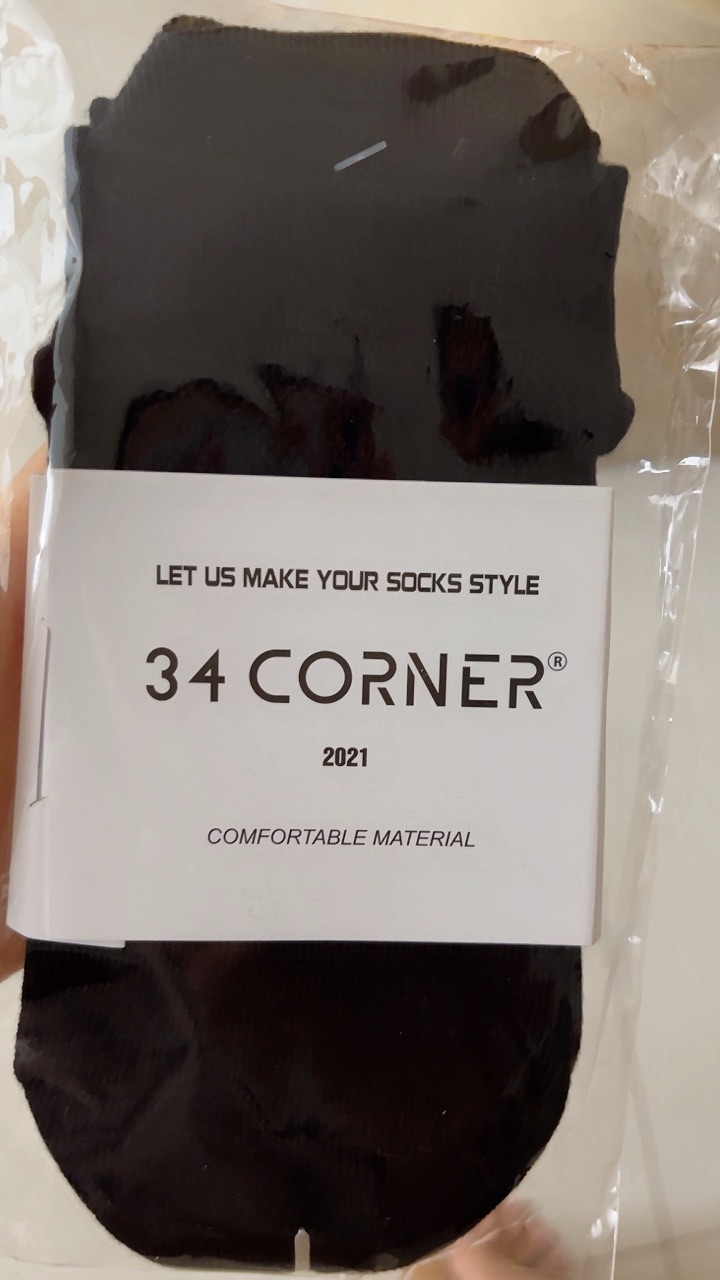 LET US MAKE YOUR SOCKS STYLE
34 CORNER®
2021
COMFORTABLE MATERIAL